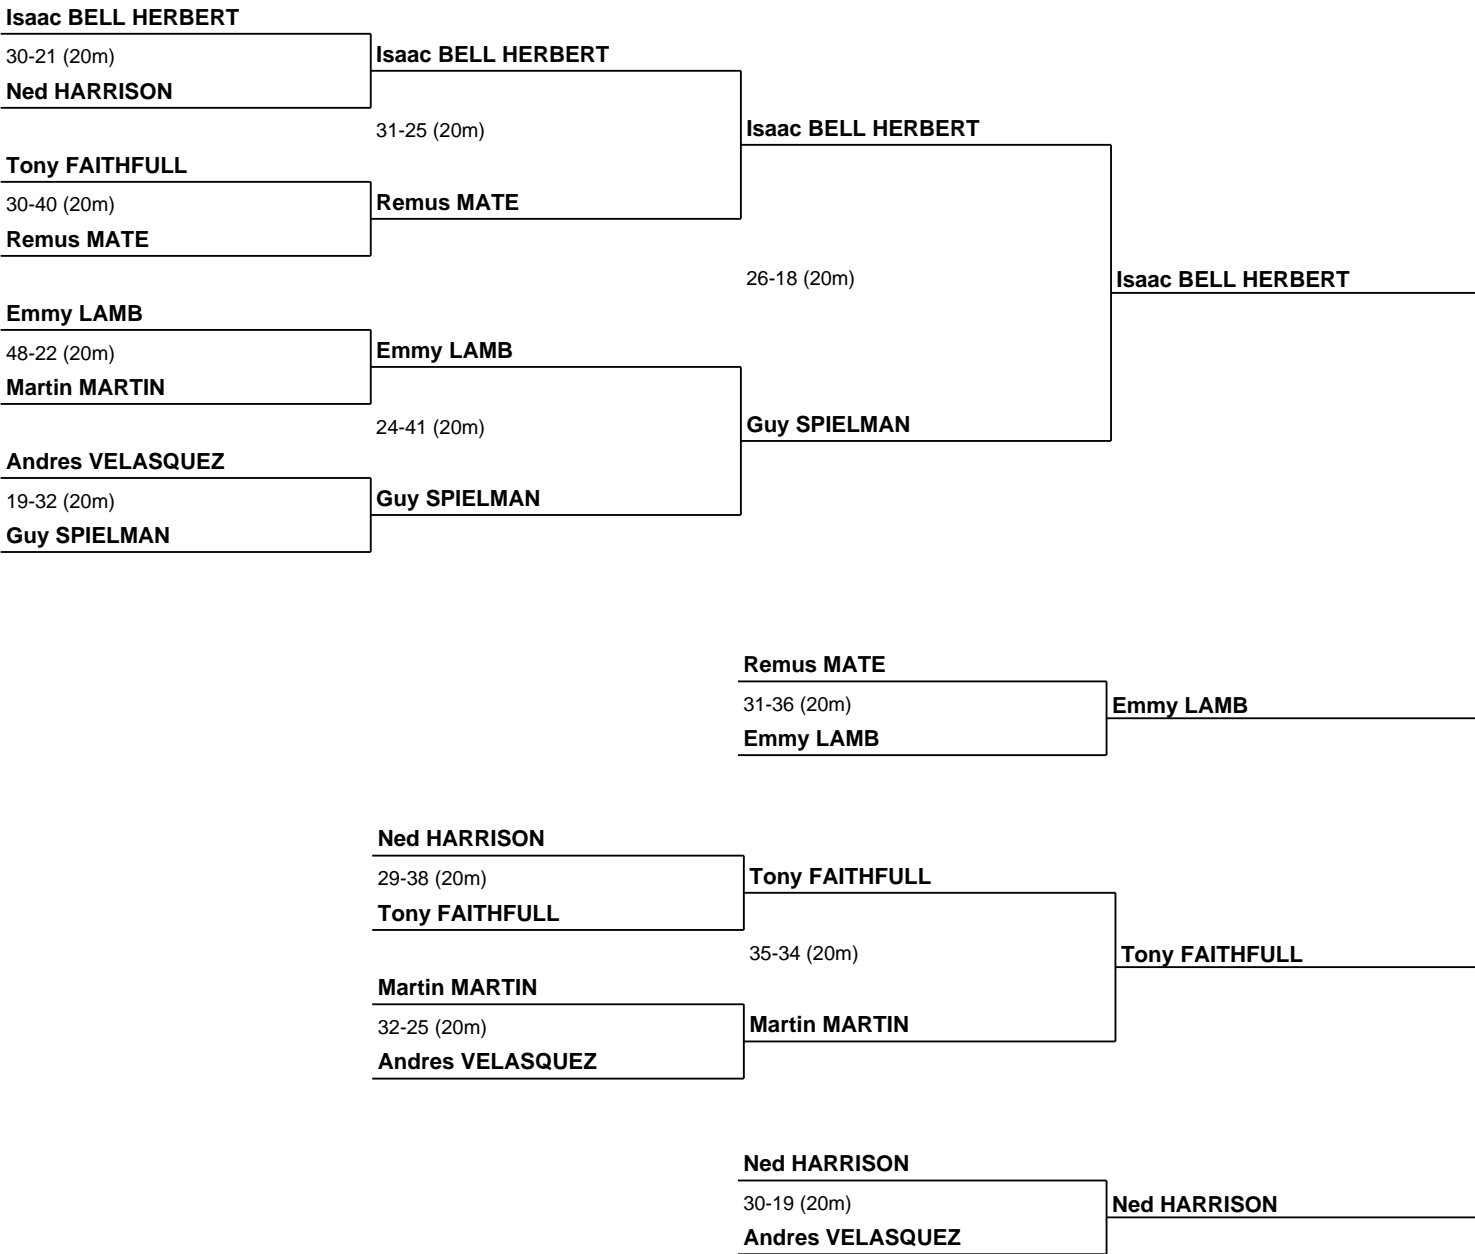 Isaac BELL HERBERT
30-21 (20m)
Isaac BELL HERBERT
Ned HARRISON
31-25 (20m)
Isaac BELL HERBERT
Tony FAITHFULL
30-40 (20m)
Remus MATE
Remus MATE
26-18 (20m)
Isaac BELL HERBERT
Emmy LAMB
48-22 (20m)
Emmy LAMB
Martin MARTIN
24-41 (20m)
Guy SPIELMAN
Andres VELASQUEZ
19-32 (20m)
Guy SPIELMAN
Guy SPIELMAN
Remus MATE
31-36 (20m)
Emmy LAMB
Emmy LAMB
Ned HARRISON
29-38 (20m)
Tony FAITHFULL
Tony FAITHFULL
35-34 (20m)
Tony FAITHFULL
Martin MARTIN
32-25 (20m)
Martin MARTIN
Andres VELASQUEZ
Ned HARRISON
30-19 (20m)
Ned HARRISON
Andres VELASQUEZ